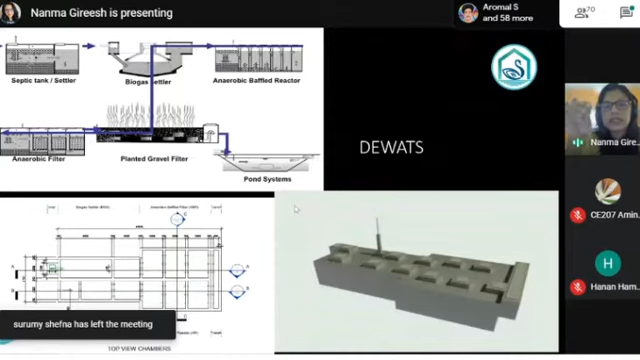 Nanma Gireesh is presenting
Aromal S
and 58 more
70
Septic tank / Settler
Biogas Settler
Anaerobic Baffled Reactor
Anaerobic Filter
Planted Gravel Filter
Pond Systems
DEWATS
Nanma Gire...
CE207 Amin...
H
Hanan Ham...
surumy shefna has left the meeting
TOP VIEW CHAMBERS